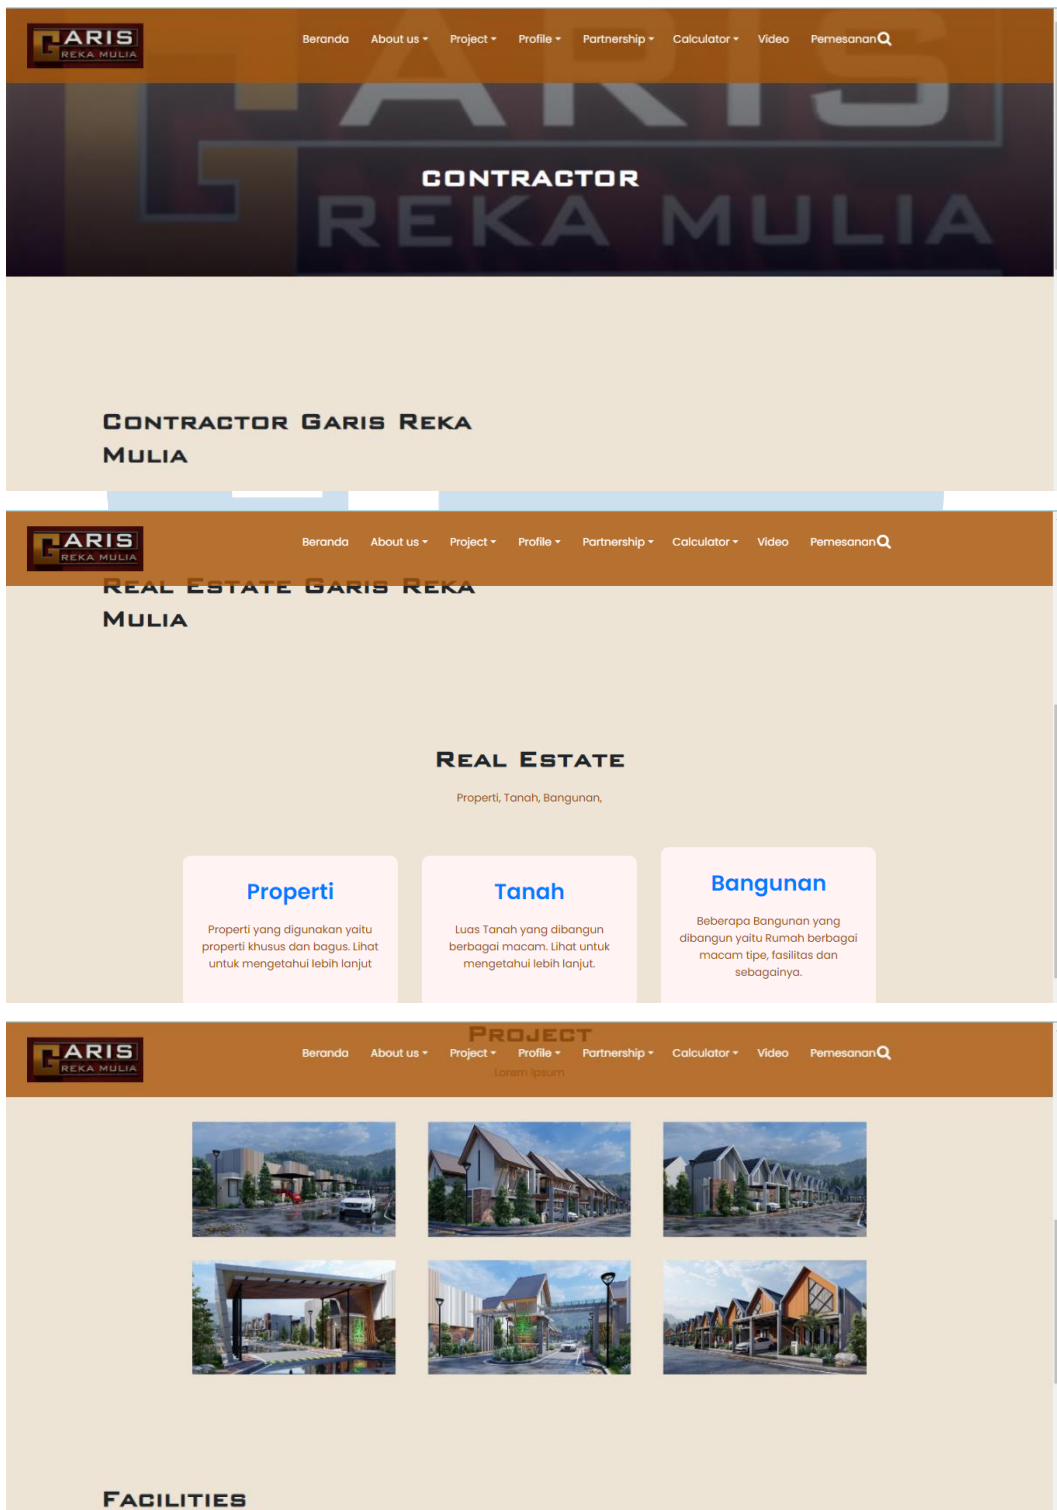 GARIS
REKA MULIA
Beranda About us Project Profile Partnership Calculator Video Pemesanan
ARIS
REKA MULIA
CONTRACTOR
CONTRACTOR GARIS REKA
MULIA
GARIS
REKA MULIA
Beranda About us Project Profile Partnership Calculator Video Pemesanan
REAL ESTATE GARIS REKA
MULIA
REAL ESTATE
Properti, Tanah, Bangunan,
Properti
Properti yang digunakan yaitu
properti khusus dan bagus. Lihat
untuk mengetahui lebih lanjut
Tanah
Luas Tanah yang dibangun
berbagai macam. Lihat untuk
mengetahui lebih lanjut.
Bangunan
Beberapa Bangunan yang
dibangun yaitu Rumah berbagai
macam tipe, fasilitas dan
sebagainya.
PROJECT
GARIS
REKA MULIA
Beranda About us Project Profile Partnership Calculator Video Pemesanan
Lorem Ipsum
FACILITIES